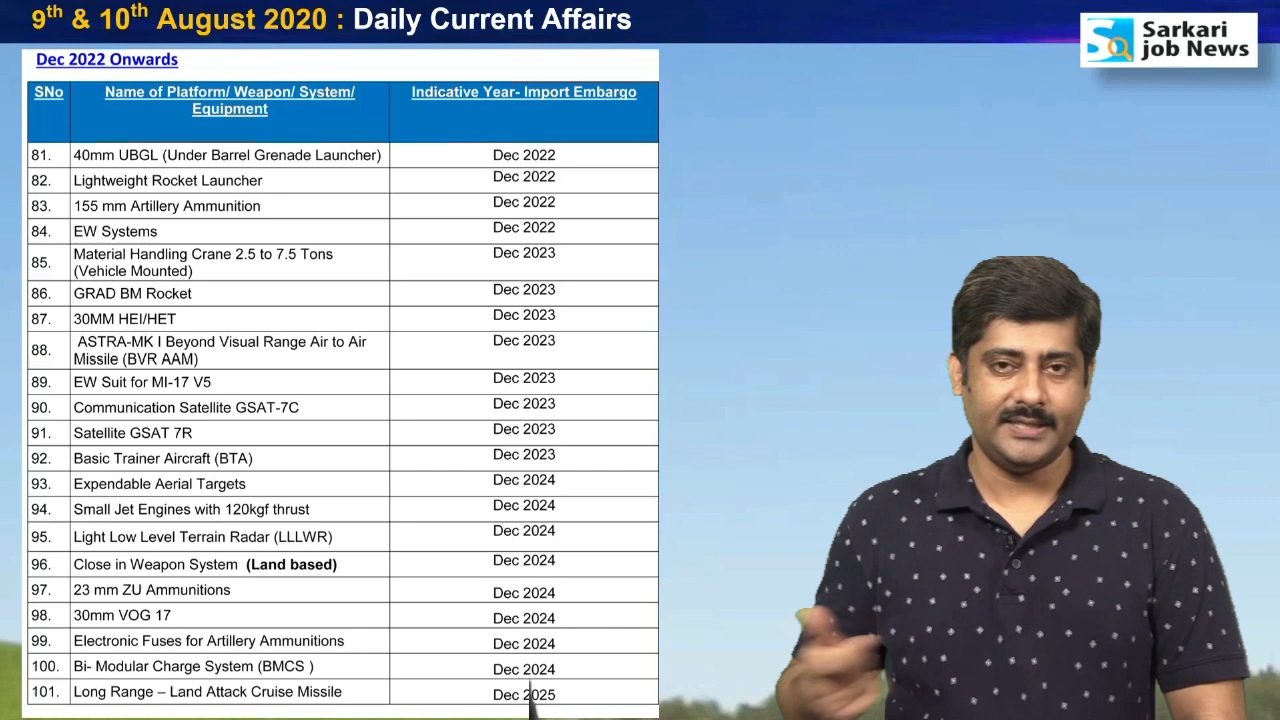 9th & 10th August 2020 : Daily Current Affairs
Sarkari
job News
Dec 2022 Onwards
SNo Name of Platform/ Weapon/ System/ Indicative Year- Import Embargo
Equipment
81. 40mm UBGL (Under Barrel Grenade Launcher) Dec 2022
82. Lightweight Rocket Launcher Dec 2022
83. 155 mm Artillery Ammunition Dec 2022
84. EW Systems Dec 2022
85. Material Handling Crane 2.5 to 7.5 Tons Dec 2023
(Vehicle Mounted)
86. GRAD BM Rocket Dec 2023
87. 30MM HEI/HET Dec 2023
88. ASTRA-MK I Beyond Visual Range Air to Air Dec 2023
Missile (BVR AAM)
89. EW Suit for MI-17 V5 Dec 2023
90. Communication Satellite GSAT-7C Dec 2023
91. Satellite GSAT 7R Dec 2023
92. Basic Trainer Aircraft (BTA) Dec 2023
93. Expendable Aerial Targets Dec 2024
94. Small Jet Engines with 120kgf thrust Dec 2024
95. Light Low Level Terrain Radar (LLLWR) Dec 2024
96. Close in Weapon System (Land based) Dec 2024
97. 23 mm ZU Ammunitions Dec 2024
98. 30mm VOG 17 Dec 2024
99. Electronic Fuses for Artillery Ammunitions Dec 2024
100. Bi- Modular Charge System (BMCS ) Dec 2024
101. Long Range – Land Attack Cruise Missile Dec 2025